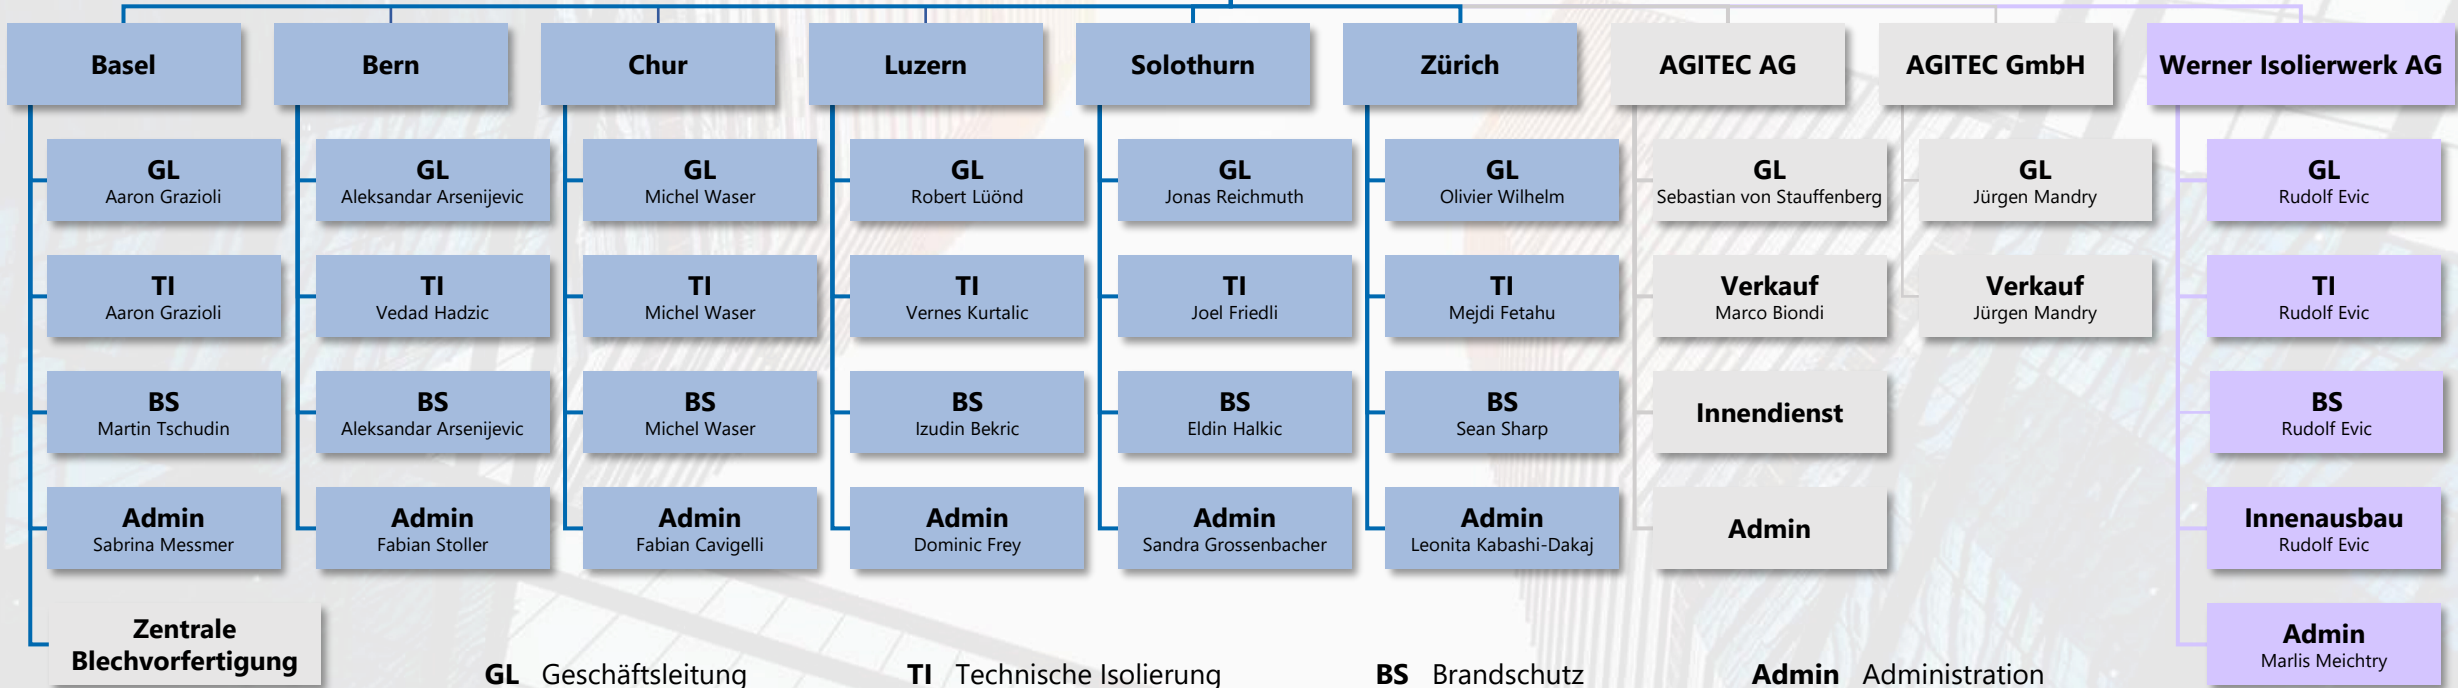 Basel
Bern
Chur
Luzern
Solothurn
Zürich
AGITEC AG
AGITEC GmbH
Werner Isolierwerk AG
GL
Aaron Grazioli
GL
Aleksandar Arsenijevic
GL
Michel Waser
GL
Robert Lüönd
GL
Jonas Reichmuth
GL
Olivier Wilhelm
GL
Sebastian von Stauffenberg
GL
Jürgen Mandry
GL
Rudolf Evic
TI
Aaron Grazioli
TI
Vedad Hadzic
TI
Michel Waser
TI
Vernes Kurtalic
TI
Joel Friedli
TI
Mejdi Fetahu
Verkauf
Marco Biondi
Verkauf
Jürgen Mandry
TI
Rudolf Evic
BS
Martin Tschudin
BS
Aleksandar Arsenijevic
BS
Michel Waser
BS
Izudin Bekric
BS
Eldin Halkic
BS
Sean Sharp
Innendienst
BS
Rudolf Evic
Admin
Sabrina Messmer
Admin
Fabian Stoller
Admin
Fabian Cavigelli
Admin
Dominic Frey
Admin
Sandra Grossenbacher
Admin
Leonita Kabashi-Dakaj
Admin
Innenausbau
Rudolf Evic
Zentrale
Blechvorfertigung
Admin
Marlis Meichtry
GL Geschäftsleitung
TI Technische Isolierung
BS Brandschutz
Admin Administration